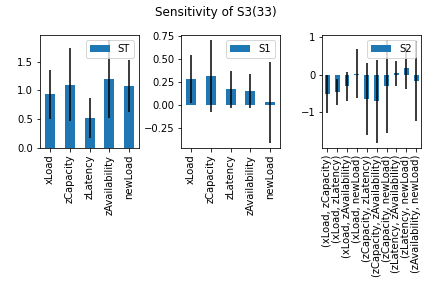 Sensitivity of S3(33)
ST
1.5
1.0
0.5
0.0
xLoad
zCapacity
zLatency
zAvailability
newLoad
S1
0.75
0.50
0.25
0.00
−0.25
xLoad
zCapacity
zLatency
zAvailability
newLoad
S2
1
0
−1
(xLoad, zCapacity)
(xLoad, zLatency)
(xLoad, zAvailability)
(xLoad, newLoad)
(zCapacity, zLatency)
(zCapacity, zAvailability)
(zCapacity, newLoad)
(zLatency, zAvailability)
(zLatency, newLoad)
(zAvailability, newLoad)